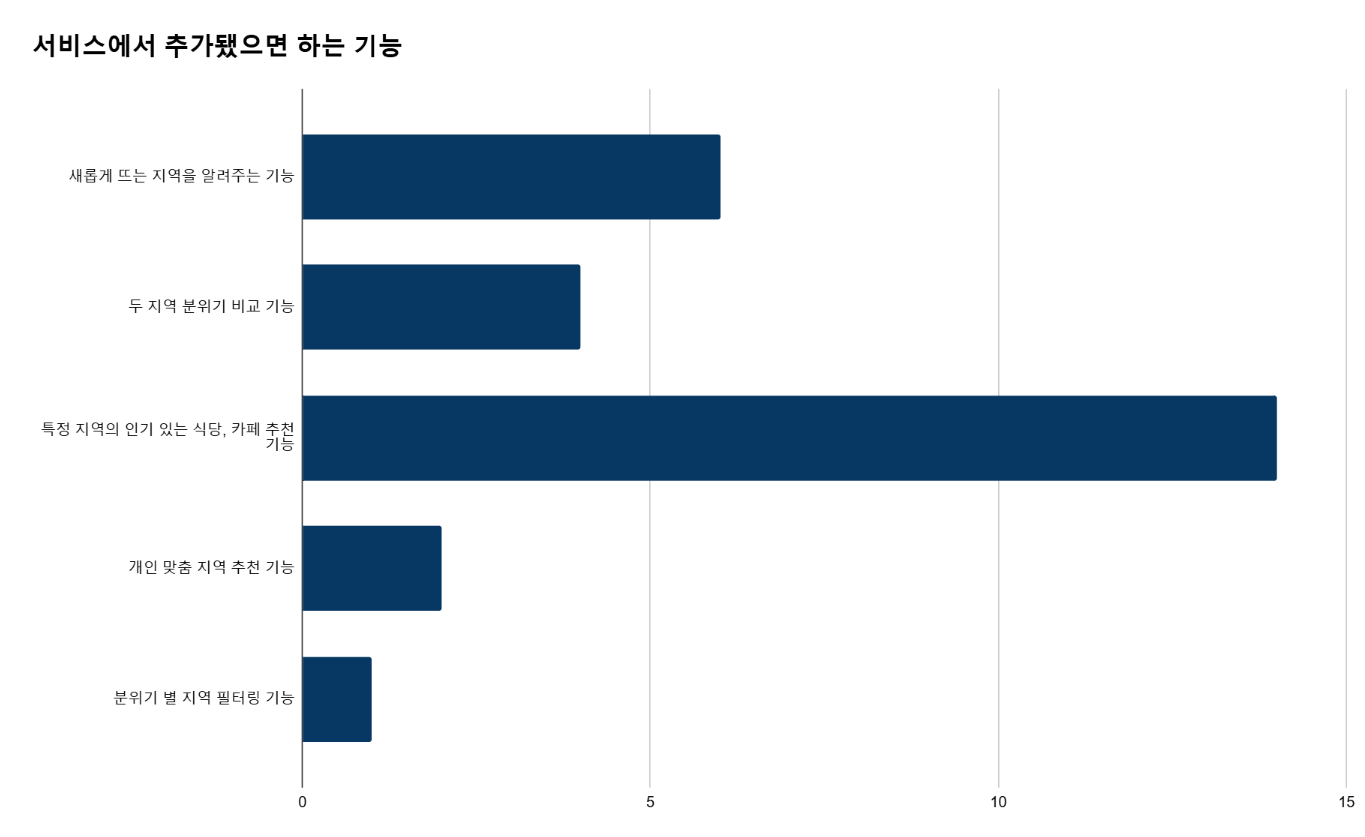 서비스에서 추가됐으면 하는 기능
새롭게 뜨는 지역을 알려주는 기능
두 지역 분위기 비교 기능
특정 지역의 인기 있는 식당, 카페 추천
기능
개인 맞춤 지역 추천 기능
분위기 별 지역 필터링 기능
0
5
10
15